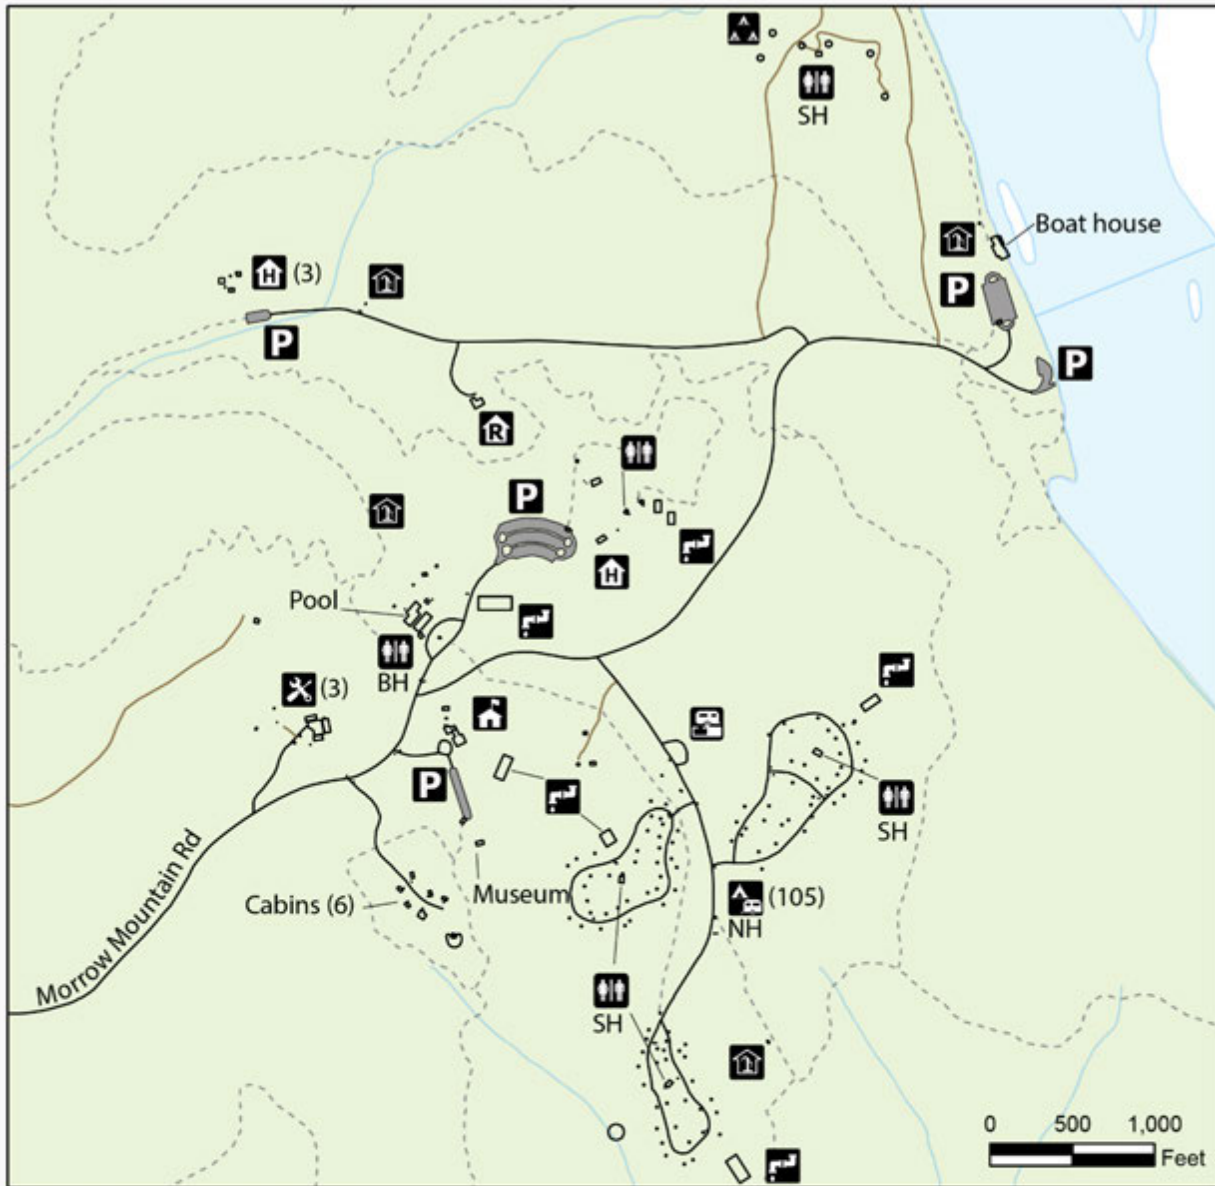 SH
Boat house
P
H (3)
P
P
R
P
H
Pool
BH
(3)
P
SH
Museum
(105)
NH
Cabins (6)
Morrow Mountain Rd
SH
0 500 1,000
Feet